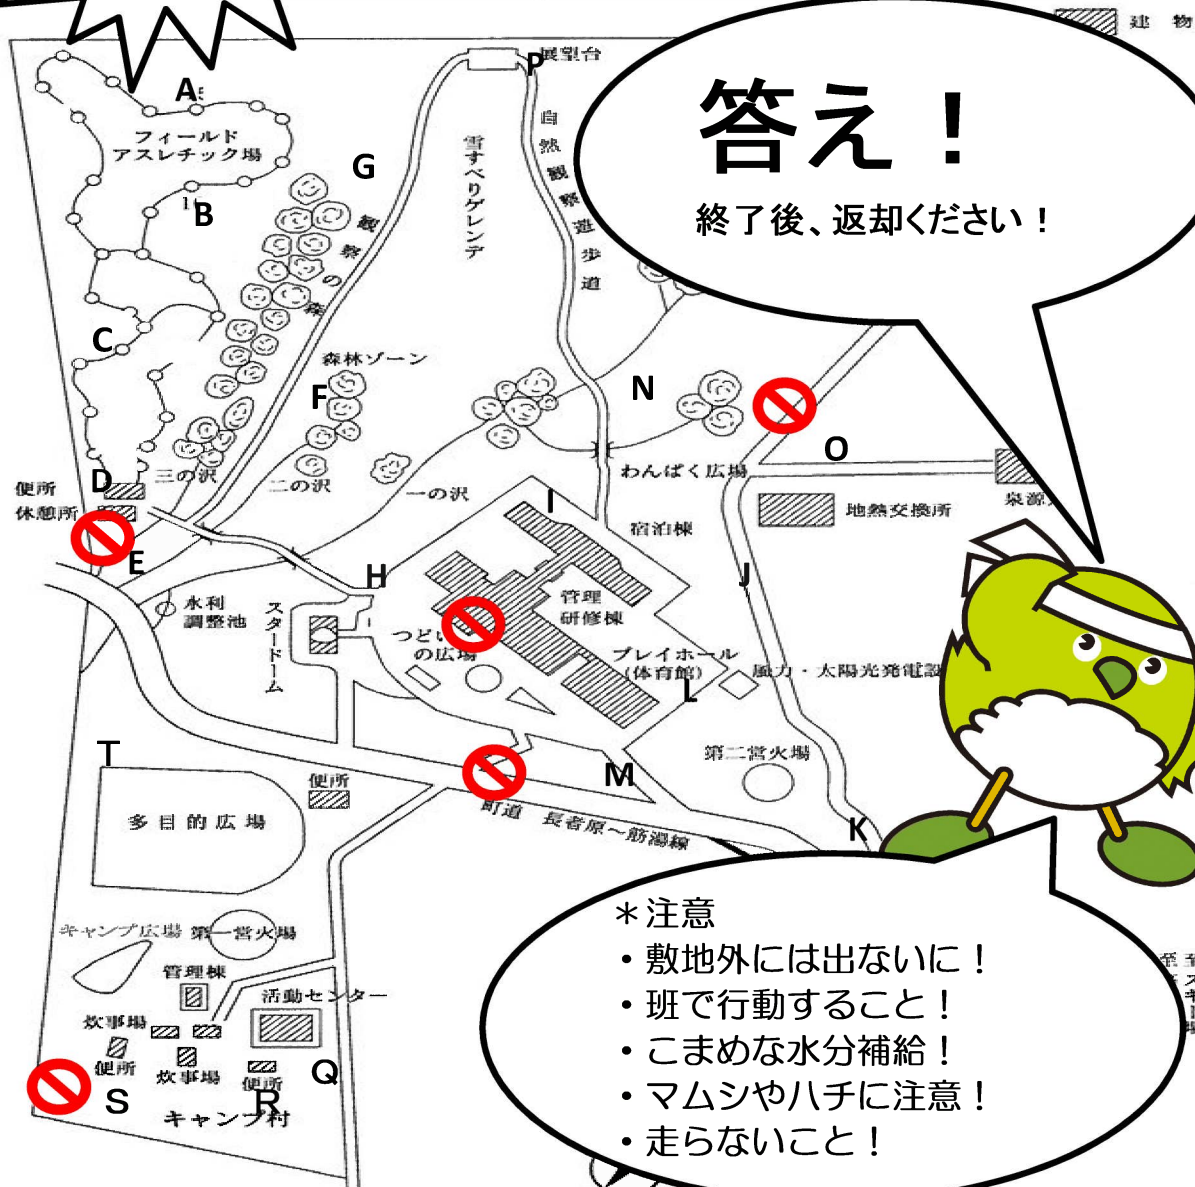 建物
答え！
終了後、返却ください！
展望台
P
A
フィールド
アスレチック場
B
G
雪すべりゲレンデ
自然観察遊歩道
観察の森
C
森林ゾーン
F
N
O
D
便所
休憩所
三の沢
二の沢
一の沢
わんぱく広場
地熱交換所
I
宿泊棟
E
H
J
水利
調整池
スタードーム
管理
研修棟
の広場
プレイホール
(体育館)
L
風力・太陽光発電設
第二営火場
M
T
便所
多目的広場
町道 長者原～筋湯線
K
キャンプ広場
第一営火場
管理棟
活動センター
炊事場
便所
炊事場
便所
Q
S
R
キャンプ村
＊注意
・敷地外には出ないに！
・班で行動すること！
・こまめな水分補給！
・マムシやハチに注意！
・走らないこと！